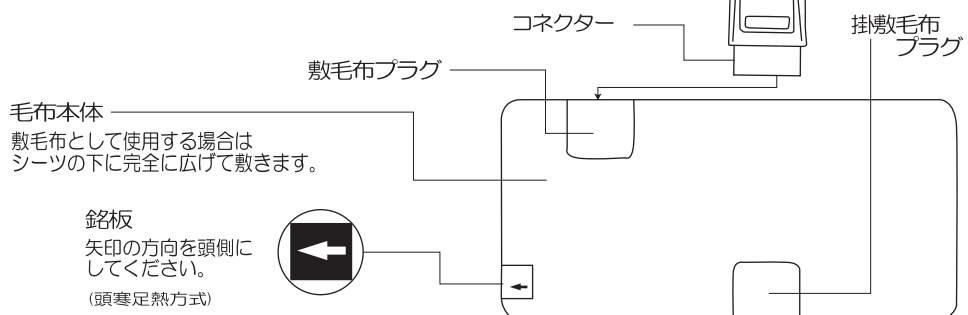 コネクター
掛敷毛布
プラグ
敷毛布プラグ
毛布本体
敷毛布として使用する場合は
シーツの下に完全に広げて敷きます。
銘板
矢印の方向を頭側に
してください。
(頭寒足熱方式)